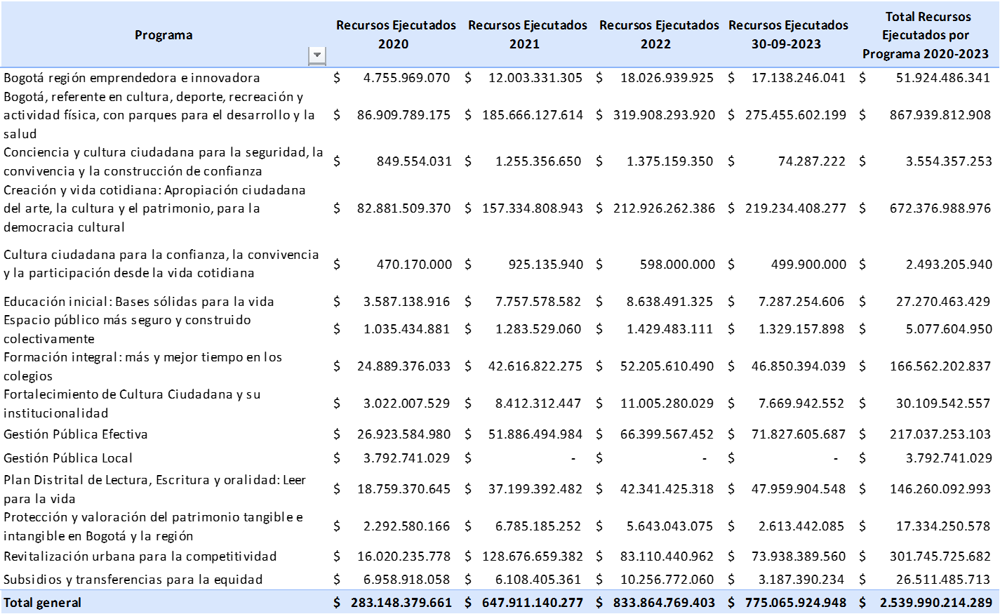 Programa
Recursos Ejecutados
2020
Recursos Ejecutados
2021
Recursos Ejecutados
2022
Recursos Ejecutados
30-09-2023
Total Recursos
Ejecutados por
Programa 2020-2023
Bogotá región emprendedora e innovadora $ 4.755.969.070 $ 12.003.331.305 $ 18.026.939.925 $ 17.138.246.041 $ 51.924.486.341
Bogotá, referente en cultura, deporte, recreación y
actividad física, con parques para el desarrollo y la $ 86.909.789.175 $ 185.666.127.614 $ 319.908.293.920 $ 275.455.602.199 $ 867.939.812.908
salud
Conciencia y cultura ciudadana para la seguridad, la
convivencia y la construcción de confianza
$ 849.554.031 $ 1.255.356.650 $ 1.375.159.350 $ 74.287.222 $ 3.554.357.253
Creación y vida cotidiana: Apropiación ciudadana
del arte, la cultura y el patrimonio, para la $ 82.881.509.370 $ 157.334.808.943 $ 212.926.262.386 $ 219.234.408.277 $ 672.376.988.976
democracia cultural
Cultura ciudadana para la confianza, la convivencia
y la participación desde la vida cotidiana
$ 470.170.000 $ 925.135.940 $ 598.000.000 $ 499.900.000 $ 2.493.205.940
Educación inicial: Bases sólidas para la vida $ 3.587.138.916 $ 7.757.578.582 $ 8.638.491.325 $ 7.287.254.606 $ 27.270.463.429
Espacio público más seguro y construido
colectivamente
$ 1.035.434.881 $ 1.283.529.060 $ 1.429.483.111 $ 1.329.157.898 $ 5.077.604.950
Formación integral: más y mejor tiempo en los
colegios
$ 24.889.376.033 $ 42.616.822.275 $ 52.205.610.490 $ 46.850.394.039 $ 166.562.202.837
Fortalecimiento de Cultura Ciudadana y su
institucionalidad
$ 3.022.007.529 $ 8.412.312.447 $ 11.005.280.029 $ 7.669.942.552 $ 30.109.542.557
Gestión Pública Efectiva $ 26.923.584.980 $ 51.886.494.984 $ 66.399.567.452 $ 71.827.605.687 $ 217.037.253.103
Gestión Pública Local $ 3.792.741.029 $ - $ - $ - $ 3.792.741.029
Plan Distrital de Lectura, Escritura y oralidad: Leer
para la vida
$ 18.759.370.645 $ 37.199.392.482 $ 42.341.425.318 $ 47.959.904.548 $ 146.260.092.993
Protección y valoración del patrimonio tangible e
intangible en Bogotá y la región
$ 2.292.580.166 $ 6.785.185.252 $ 5.643.043.075 $ 2.613.442.085 $ 17.334.250.578
Revitalización urbana para la competitividad $ 16.020.235.778 $ 128.676.659.382 $ 83.110.440.962 $ 73.938.389.560 $ 301.745.725.682
Subsidios y transferencias para la equidad $ 6.958.918.058 $ 6.108.405.361 $ 10.256.772.060 $ 3.187.390.234 $ 26.511.485.713
Total general $ 283.148.379.661 $ 647.911.140.277 $ 833.864.769.403 $ 775.065.924.948 $ 2.539.990.214.289